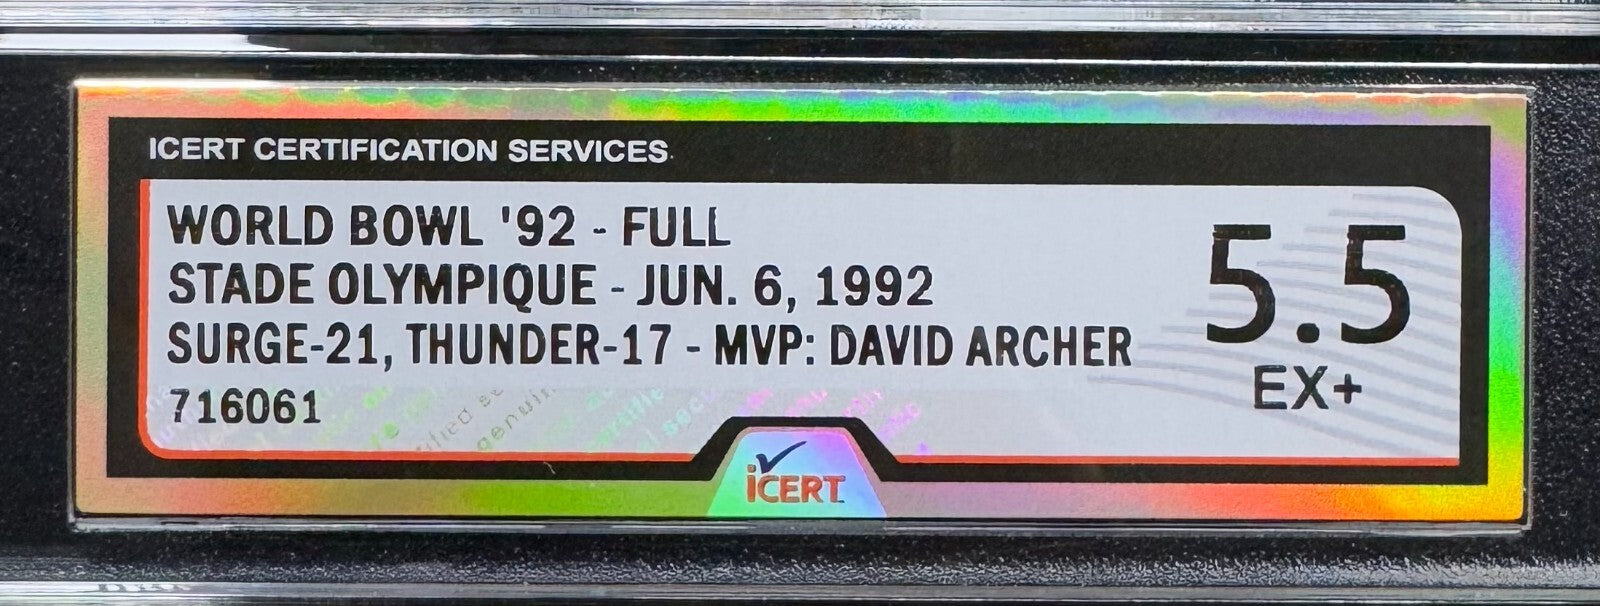 ICERT CERTIFICATION SERVICES
WORLD BOWL '92 - FULL
STADE OLYMPIQUE - JUN. 6, 1992
SURGE-21, THUNDER-17 - MVP: DAVID ARCHER
716061
5.5
EX+
iCERT